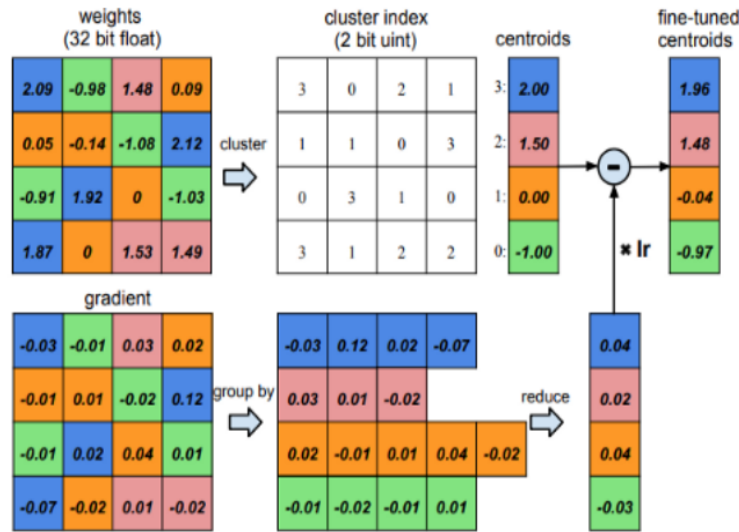 weights
(32 bit float)
cluster index
(2 bit uint)
centroids
fine-tuned
centroids
2.09 -0.98 1.48 0.09
3 0 2 1
3: 2.00
1.96
0.05 -0.14 -1.08 2.12
cluster
1 1 0 3
2: 1.50
-
1.48
-0.91 1.92 0 -1.03
0 3 1 0
1: 0.00
-0.04
1.87 0 1.53 1.49
3 1 2 2
0: -1.00
× lr
-0.97
gradient
-0.03 -0.01 0.03 0.02
-0.03 0.12 0.02 -0.07
0.04
-0.01 0.01 -0.02 0.12
group by
0.03 0.01 -0.02
reduce
0.02
-0.01 0.02 0.04 0.01
0.02 -0.01 0.01 0.04 -0.02
0.04
-0.07 -0.02 0.01 -0.02
-0.01 -0.02 -0.01 0.01
-0.03